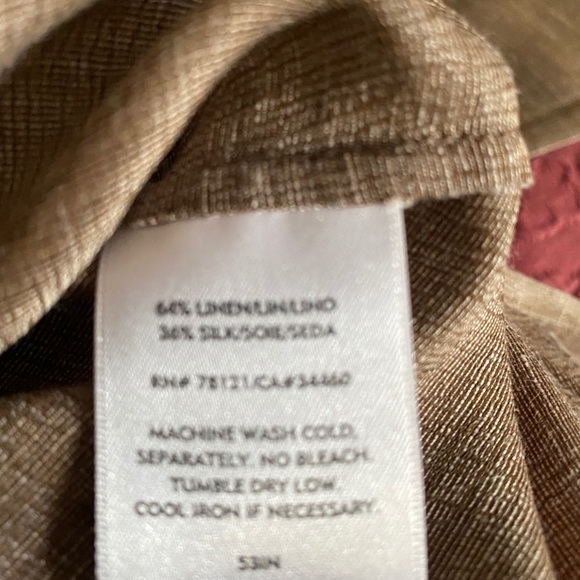 64% LINEN/LIN/LINO
36% SILK/SOIE/SEDA
RN# 78121/CA#34460
MACHINE WASH COLD,
SEPARATELY. NO BLEACH.
TUMBLE DRY LOW.
COOL IRON IF NECESSARY.
53IN